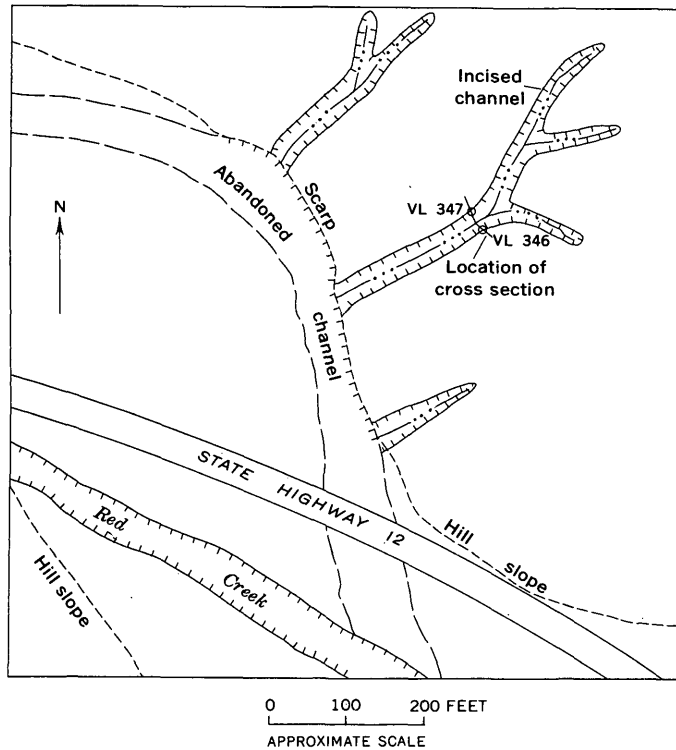 Incised
channel
Abandoned
Scarp
N
VL 347
VL 346
Location of
cross section
channel
STATE HIGHWAY 12
Red
Creek
Hill slope
Hill slope
0 100 200 FEET
APPROXIMATE SCALE